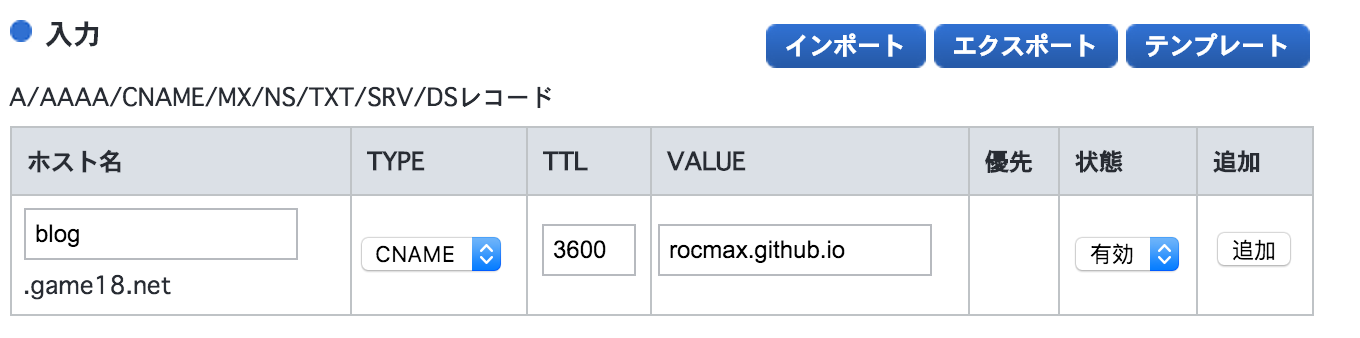 入力
インポート エクスポート テンプレート
A/AAAA/CNAME/MX/NS/TXT/SRV/DSレコード
ホスト名 TYPE TTL VALUE 優先 状態 追加
blog CNAME 3600 rocmax.github.io 有効 追加
.game18.net